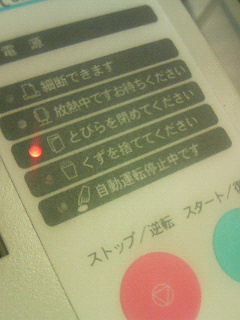 電源
細断できます
放熱中ですお待ちください
とびらを閉めてください
くずを捨ててください
自動運転停止中です
ストップ／逆転 スタート／